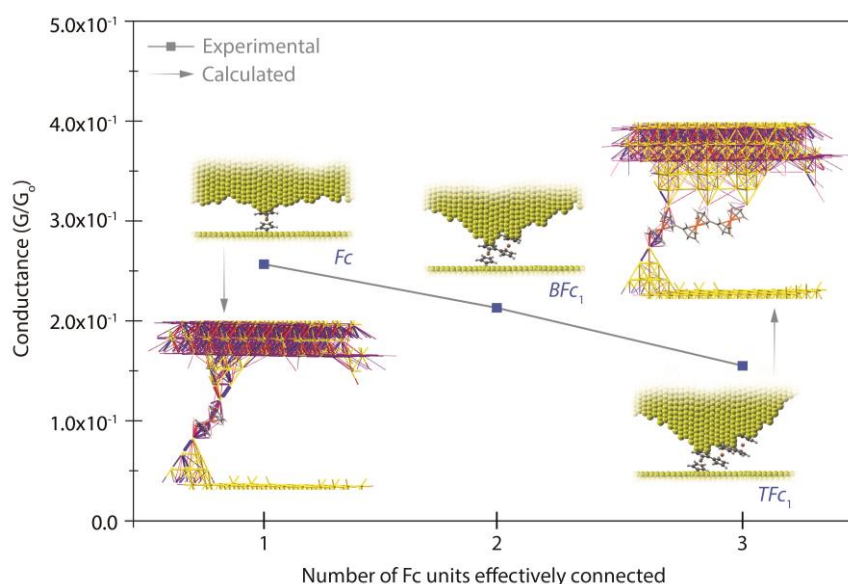 5.0x10⁻¹
Experimental
Calculated
4.0x10⁻¹
3.0x10⁻¹
2.0x10⁻¹
1.0x10⁻¹
0.0
Conductance (G/Gₒ)
Fc
BFc₁
TFc₁
1
2
3
Number of Fc units effectively connected